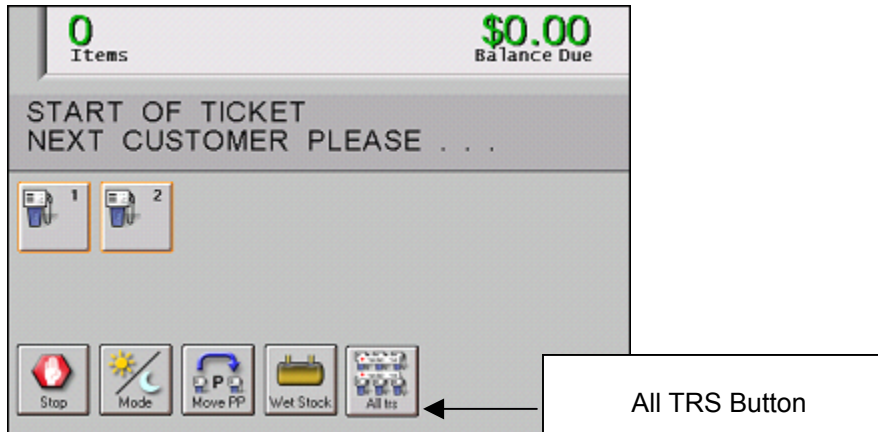 0
Items
$0.00
Balance Due
START OF TICKET
NEXT CUSTOMER PLEASE . . .
1
2
Stop
Mode
P
Move PP
Wet Stock
All trs
All TRS Button